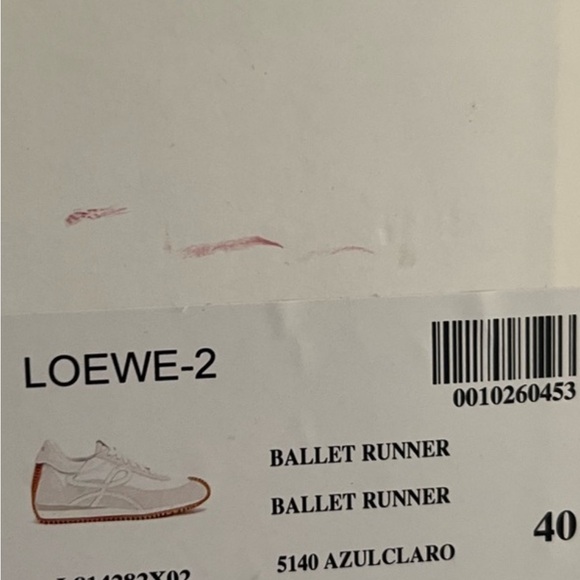 LOEWE-2
0010260453
BALLET RUNNER
BALLET RUNNER
40
5140 AZULCLARO